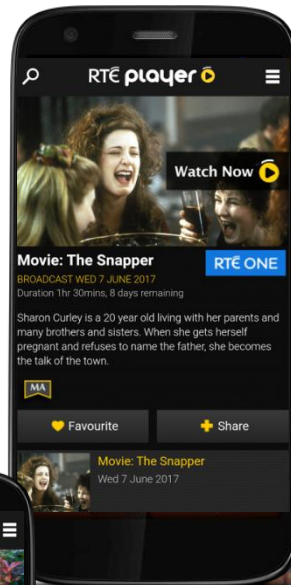 RTÉ player
Watch Now
Movie: The Snapper
RTÉ ONE
BROADCAST WED 7 JUNE 2017
Duration 1hr 30mins, 8 days remaining
Sharon Curley is a 20 year old living with her parents and
many brothers and sisters. When she gets herself
pregnant and refuses to name the father, she becomes
the talk of the town.
MA
Favourite
Share
Movie: The Snapper
Wed 7 June 2017